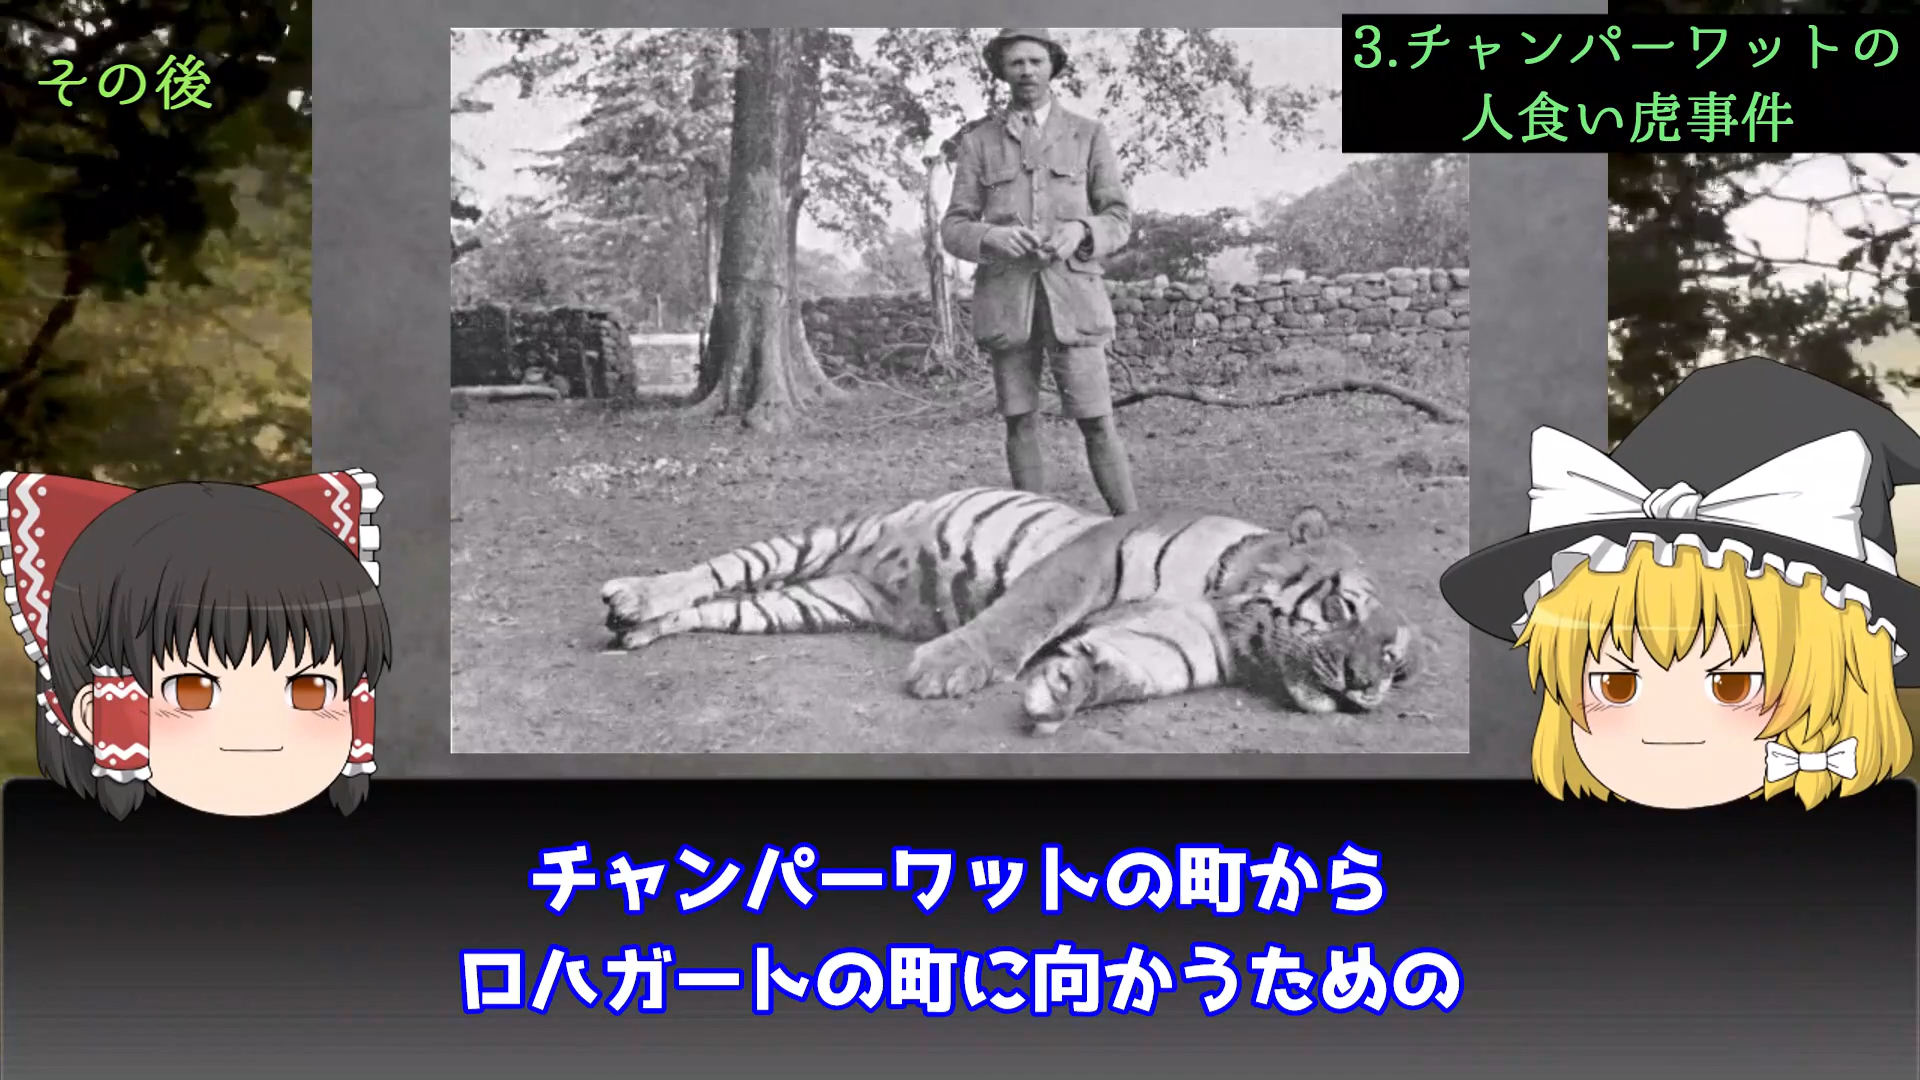 その後
3.チャンパーワットの
人食い虎事件
チャンパーワットの町から
ロハガートの町に向かうための